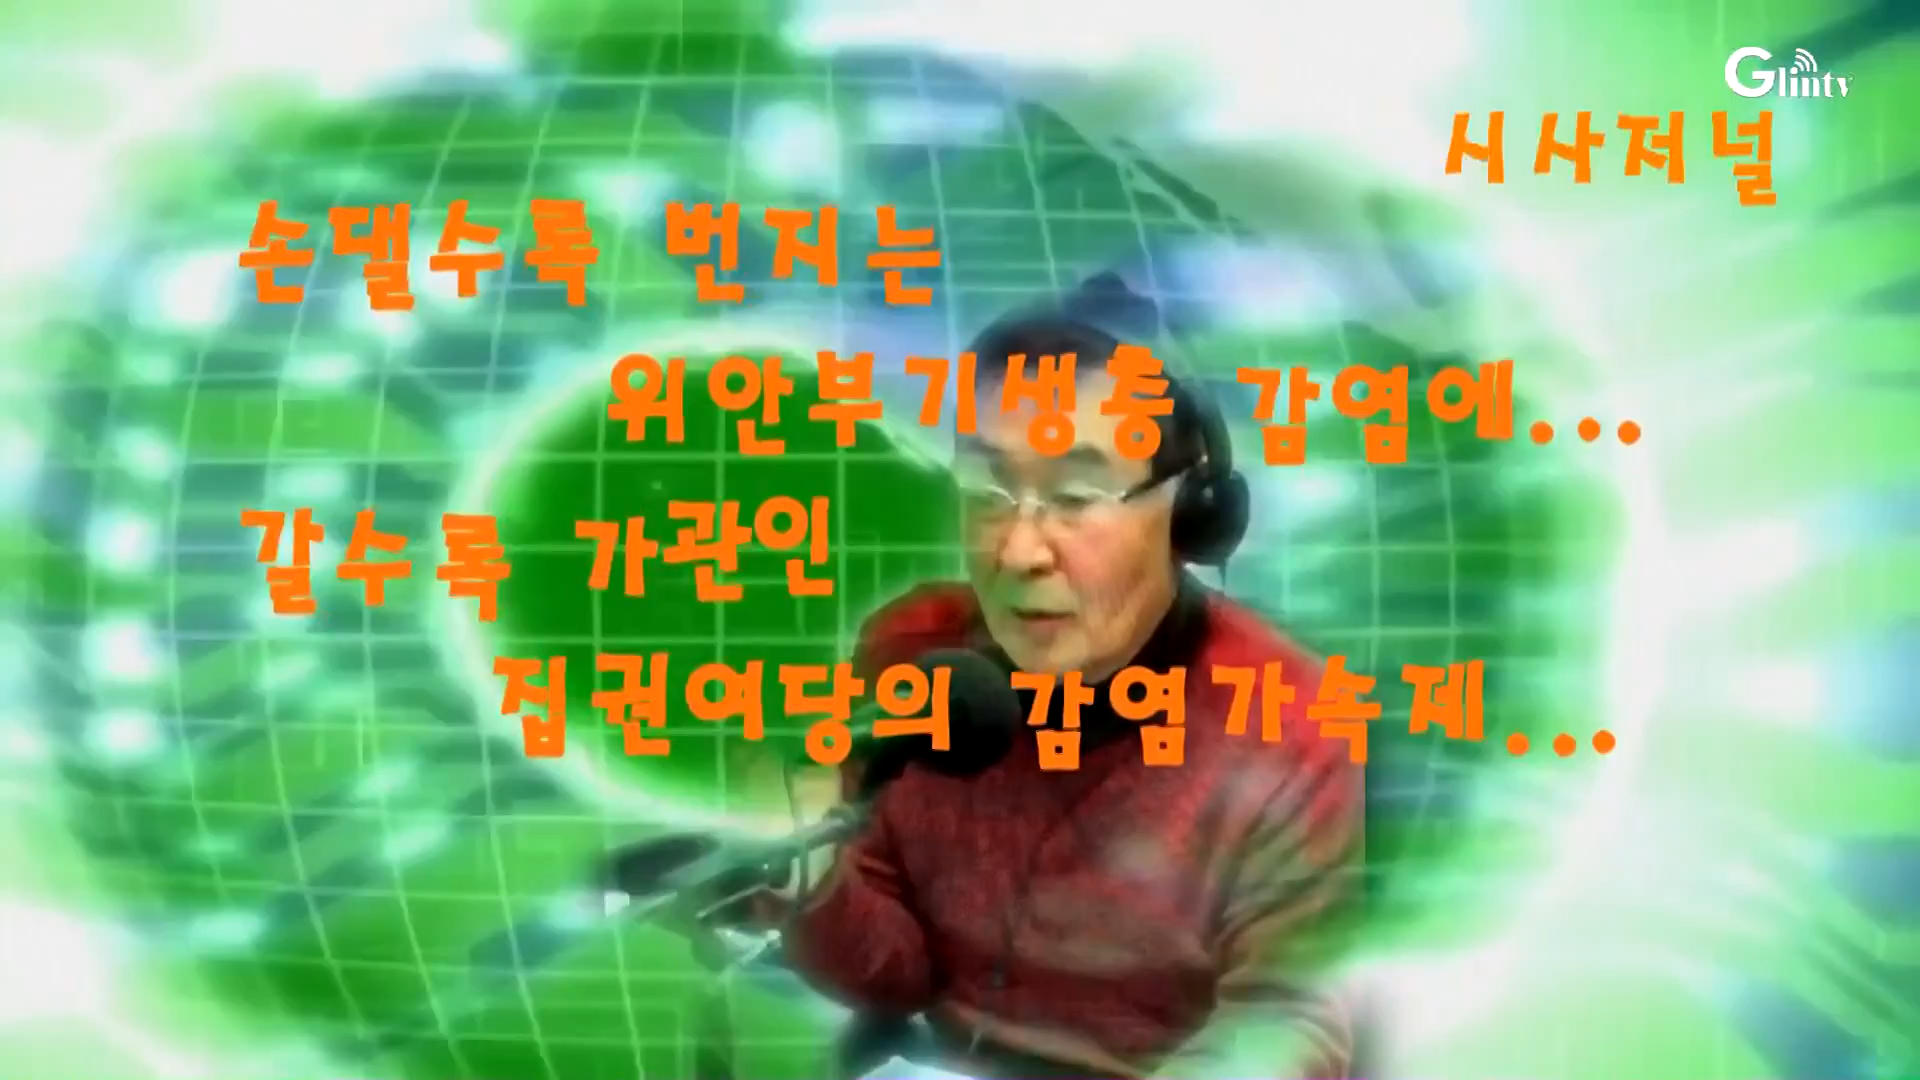 Glintv
시사저널
손댈수록 번지는
위안부기생충 감염에...
갈수록 가관인
집권여당의 감염가속제...